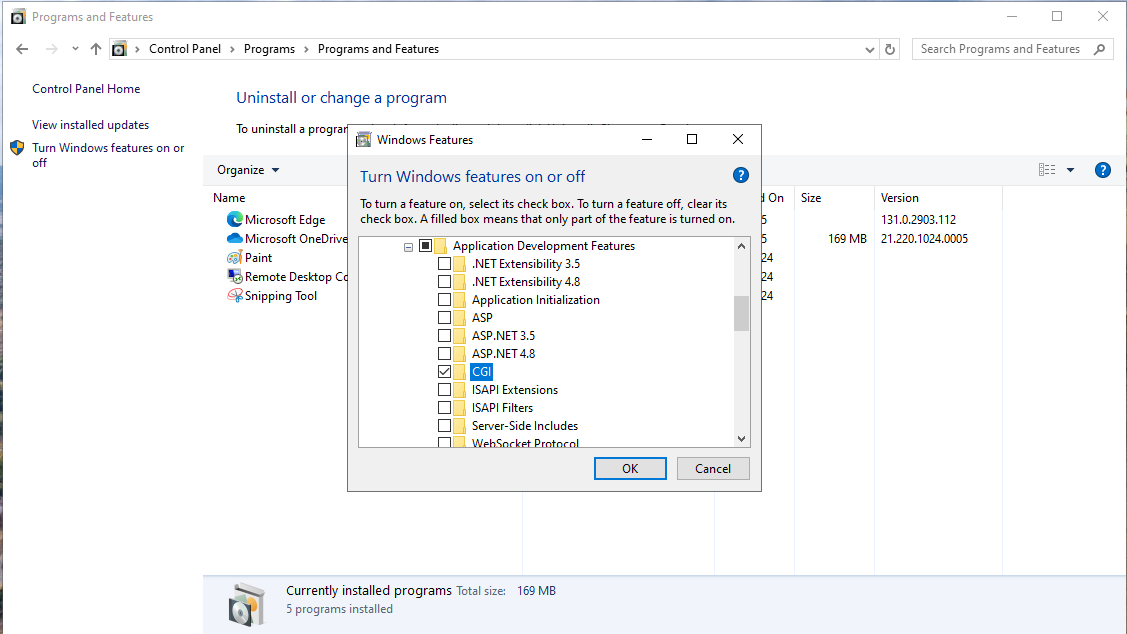 Programs and Features
Control Panel > Programs > Programs and Features
Search Programs and Features
Control Panel Home
View installed updates
Turn Windows features on or
off
Uninstall or change a program
To uninstall a program
Organize
Name
d On
Size
Version
Microsoft Edge
5
131.0.2903.112
Microsoft OneDrive
5
169 MB
21.220.1024.0005
Paint
24
Remote Desktop Co
24
Snipping Tool
24
Windows Features
Turn Windows features on or off
?
To turn a feature on, select its check box. To turn a feature off, clear its
check box. A filled box means that only part of the feature is turned on.
Application Development Features
.NET Extensibility 3.5
.NET Extensibility 4.8
Application Initialization
ASP
ASP.NET 3.5
ASP.NET 4.8
CGI
ISAPI Extensions
ISAPI Filters
Server-Side Includes
WebSocket Protocol
OK
Cancel
?
Currently installed programs Total size: 169 MB
5 programs installed